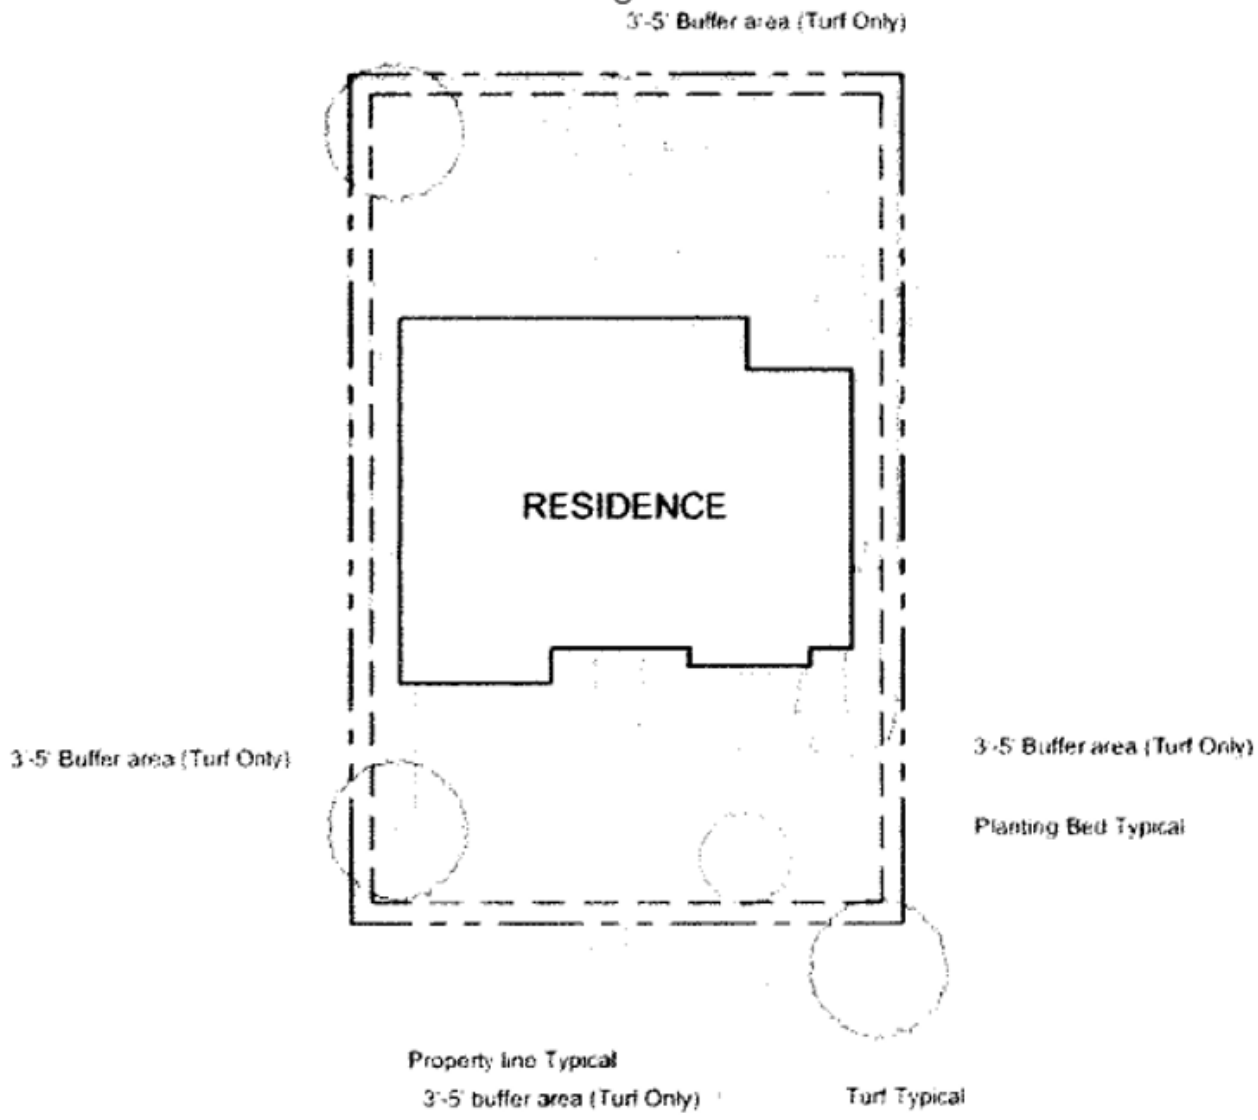 3'-5' Buffer area (Turf Only)
RESIDENCE
3'-5' Buffer area (Turf Only)
3'-5' Buffer area (Turf Only)
Planting Bed Typical
Property line Typical
3'-5' buffer area (Turf Only)
Turf Typical